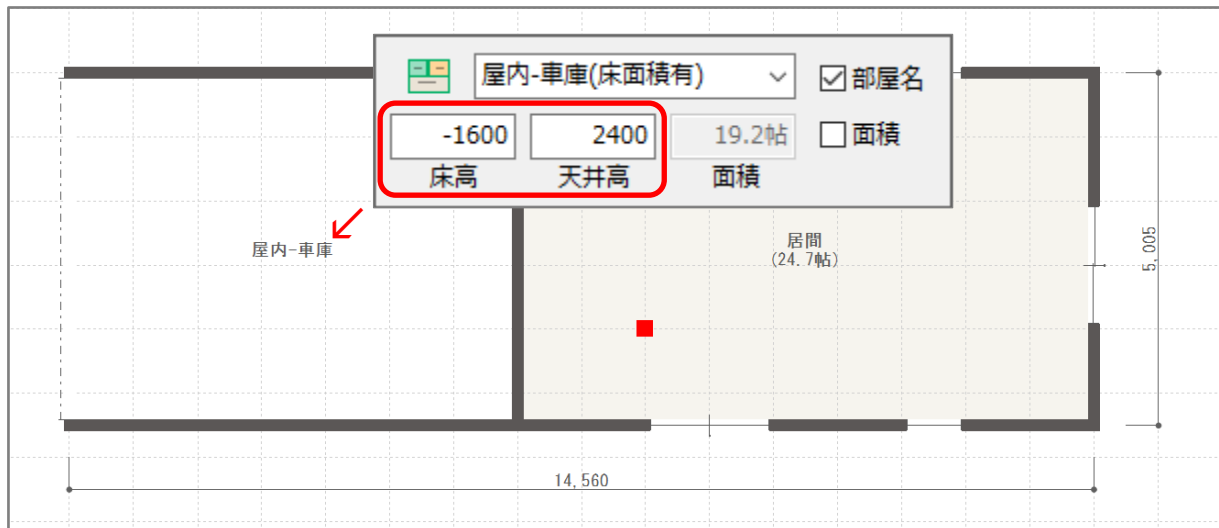 屋内-車庫(床面積有)
部屋名
-1600
2400
19.2帖
面積
床高
天井高
面積
屋内-車庫
居間
(24.7帖)
5,005
14,560